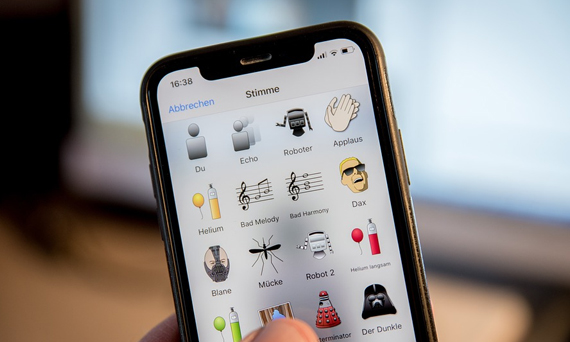 16:38
Abbrechen
Stimme
Du
Echo
Roboter
Applaus
Helium
Bad Melody
Bad Harmony
Dax
Blane
Mücke
Robot 2
Helium langsam
terminator
Der Dunkle